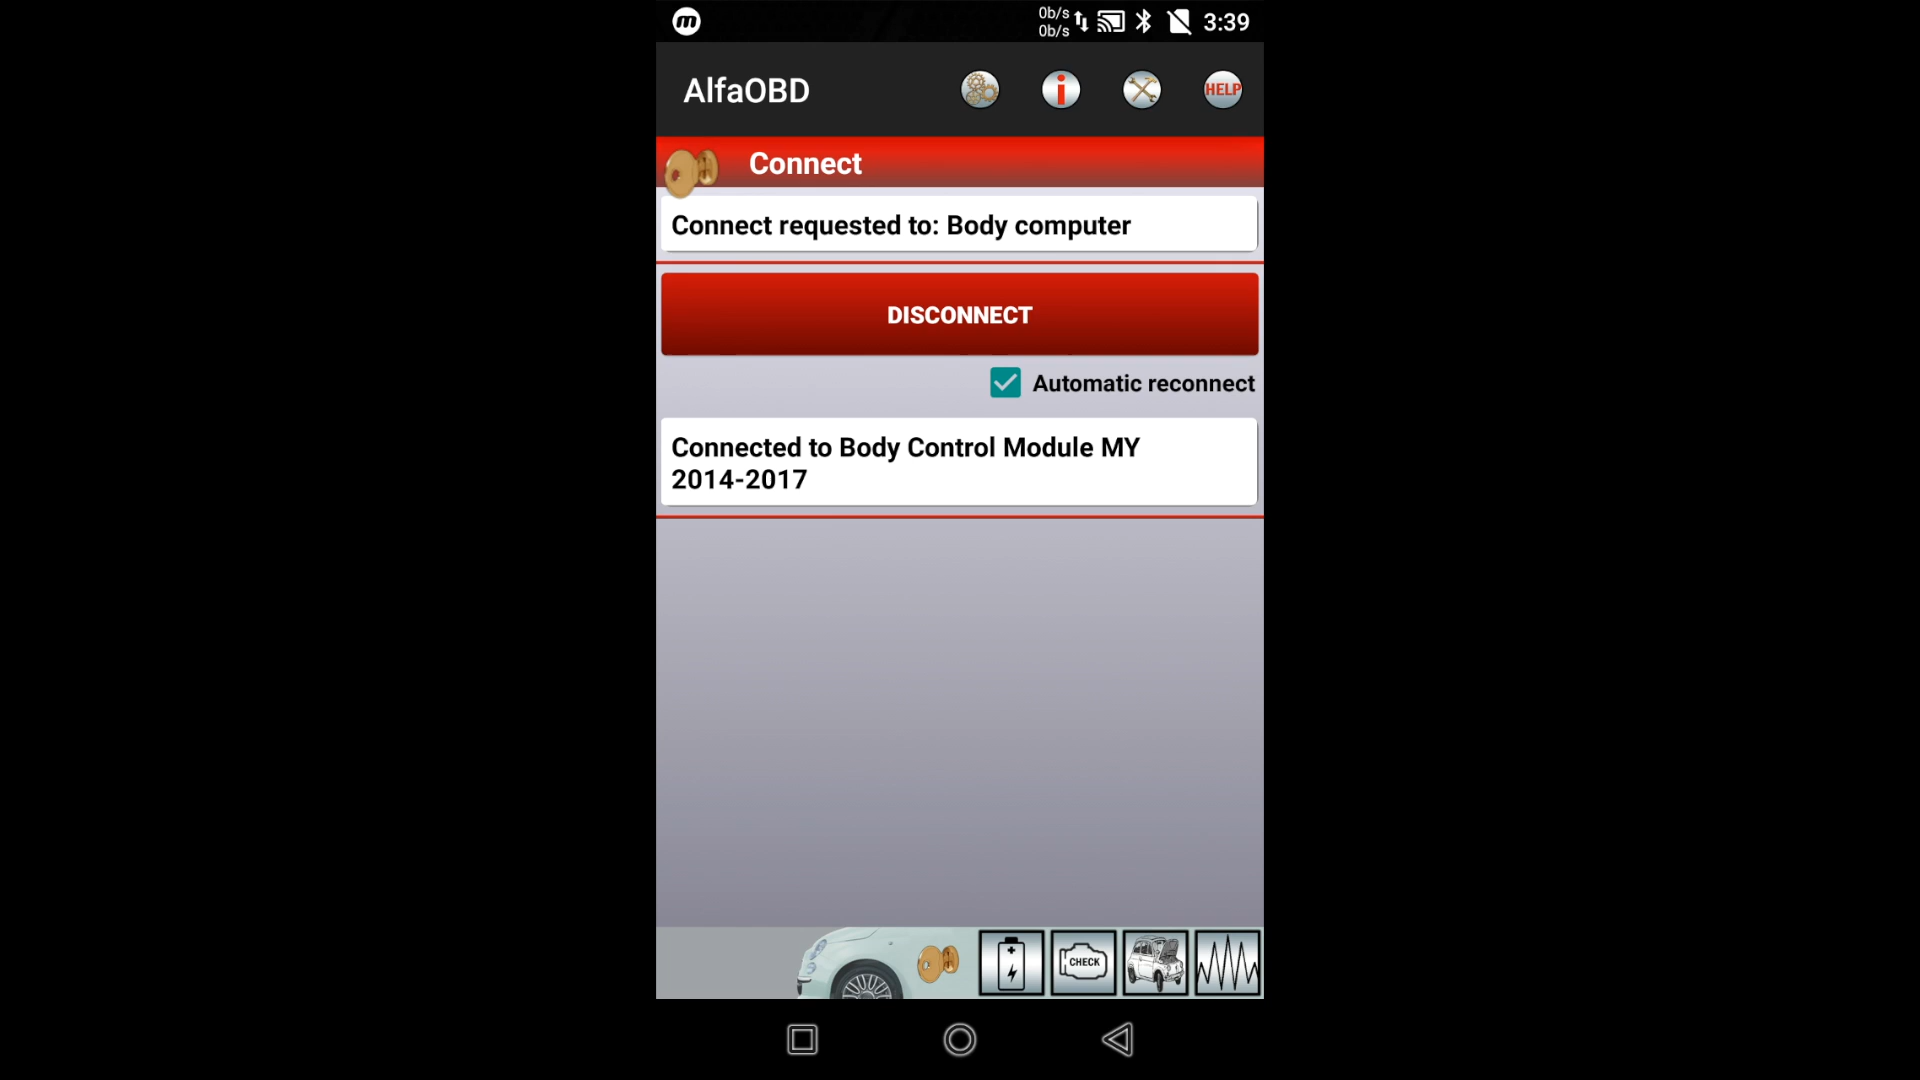 m
0b/s
0b/s
3:39
AlfaOBD
i
HELP
Connect
Connect requested to: Body computer
DISCONNECT
Automatic reconnect
Connected to Body Control Module MY
2014-2017
CHECK